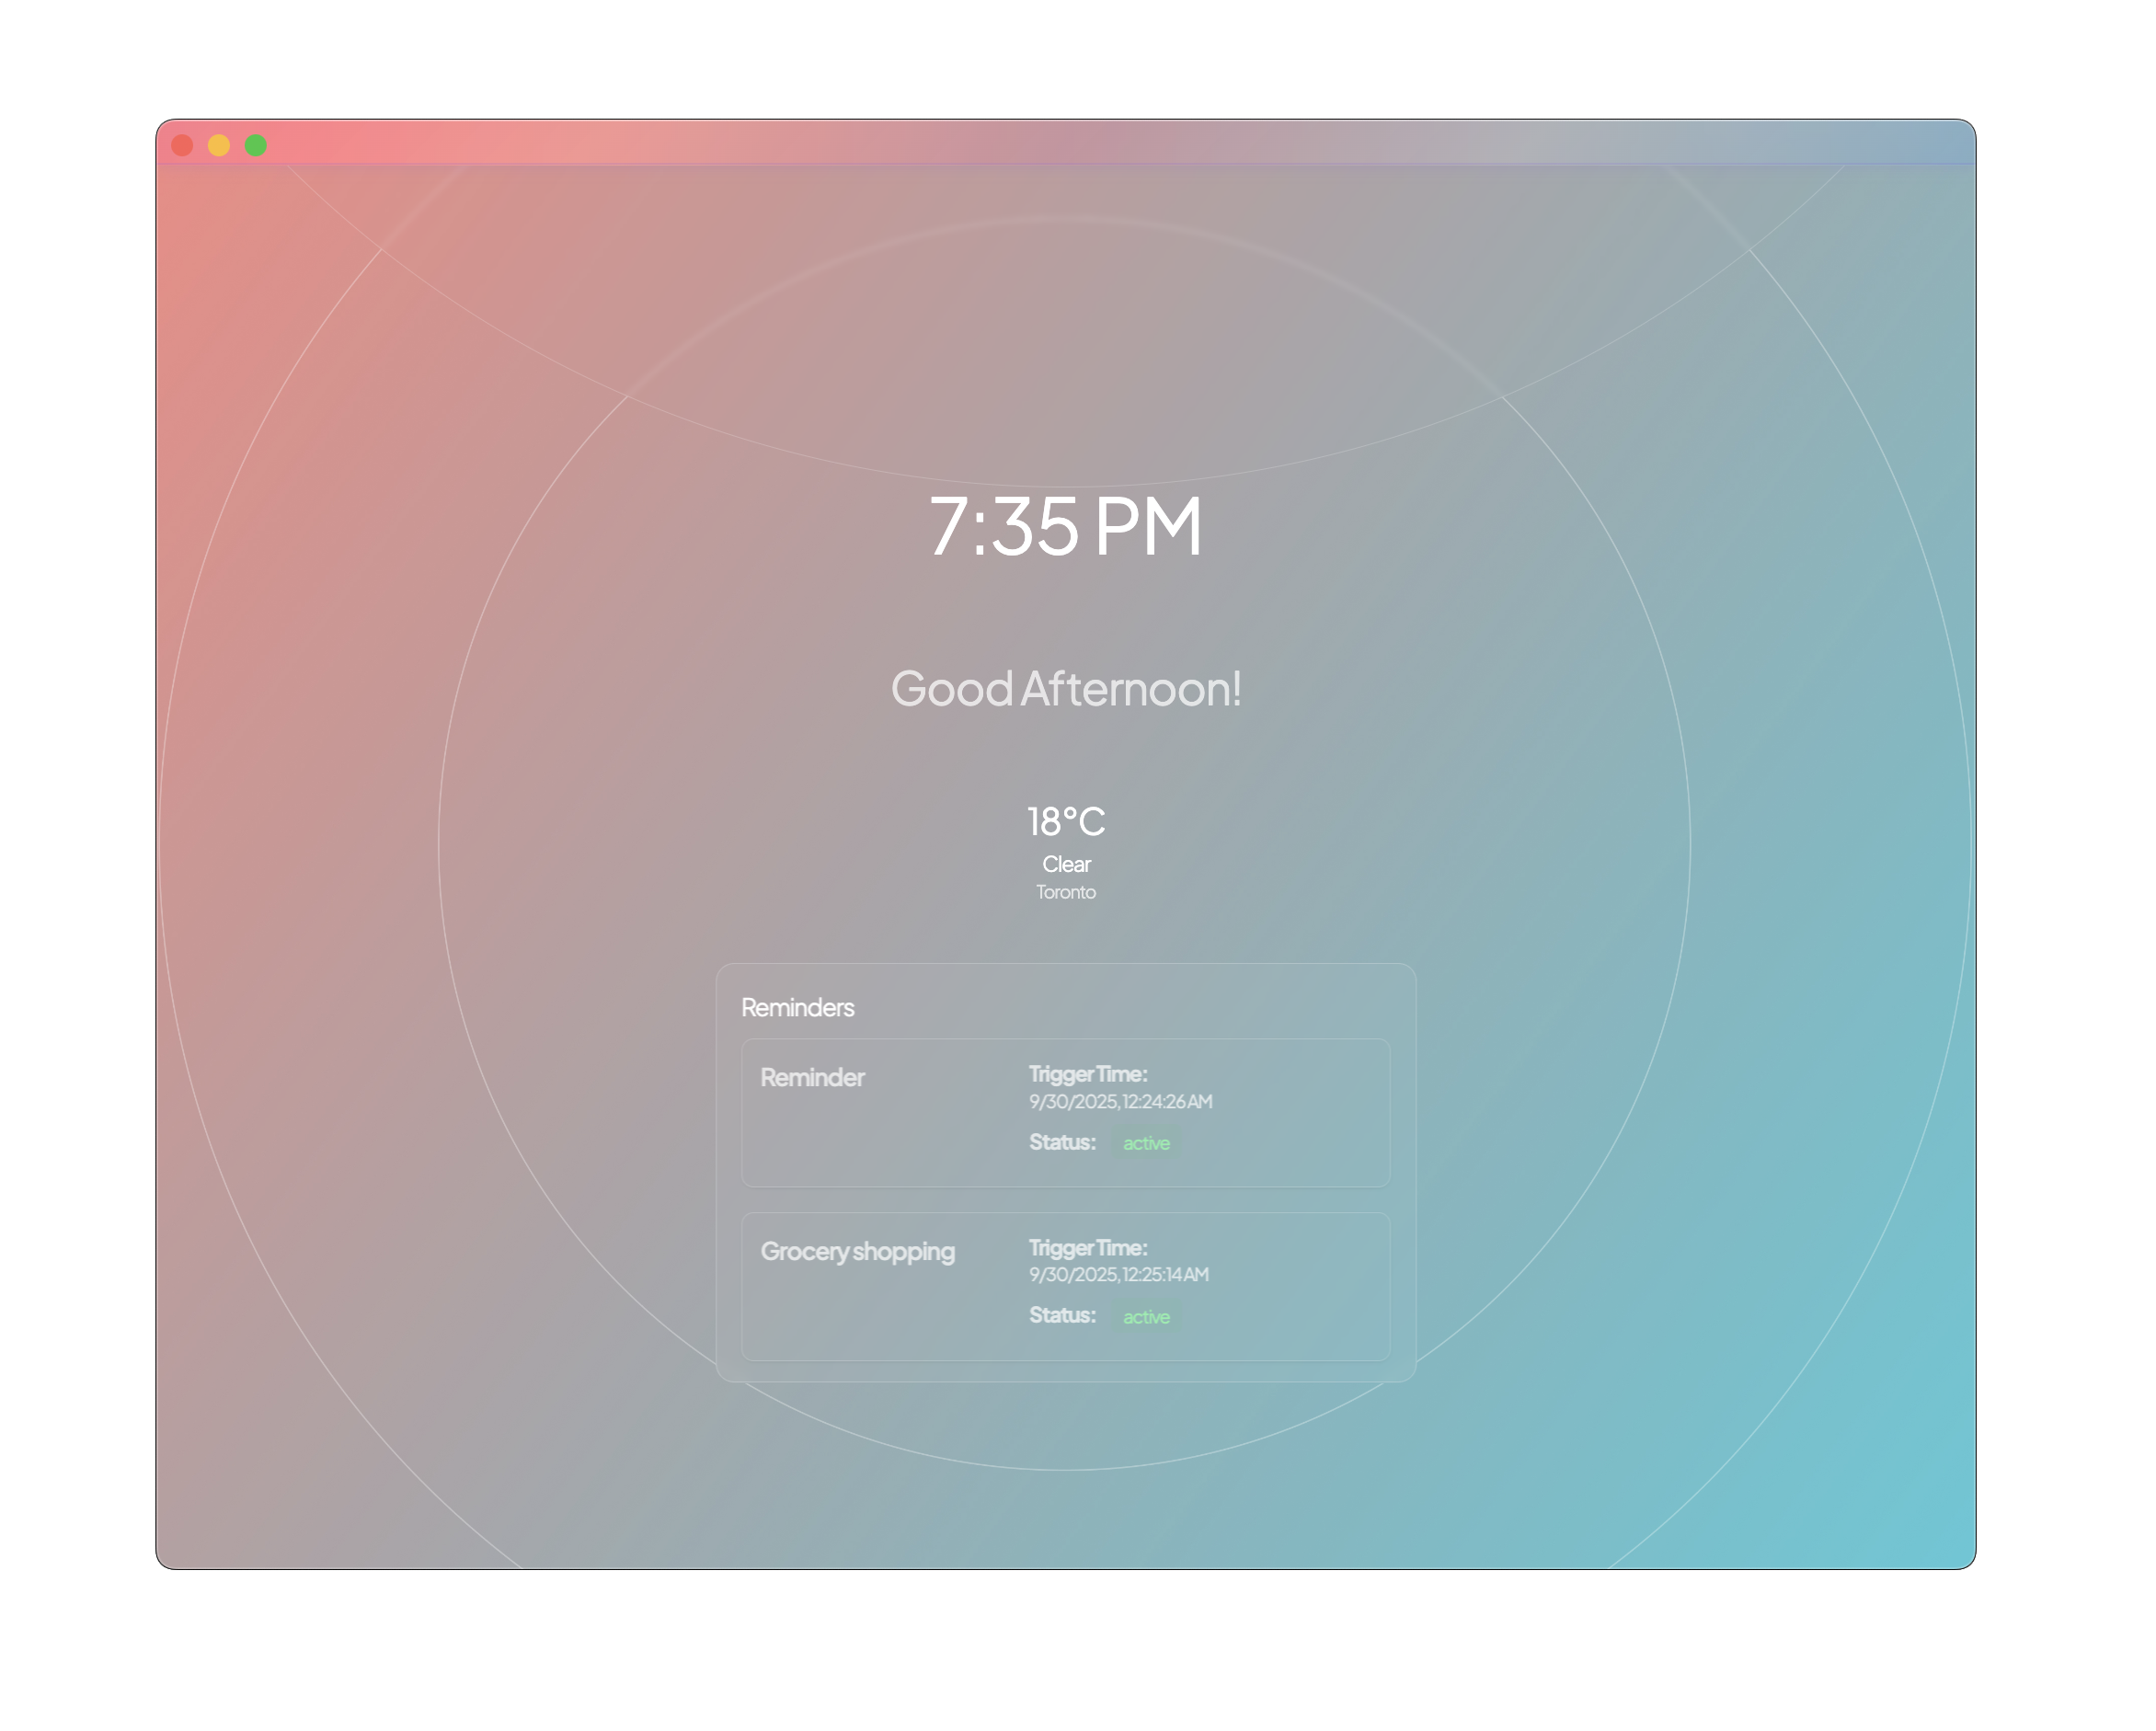 7:35 PM
Good Afternoon!
18°C
Clear
Toronto
Reminders
Reminder
Trigger Time:
9/30/2025, 12:24:26 AM
Status: active
Grocery shopping
Trigger Time:
9/30/2025, 12:25:14 AM
Status: active